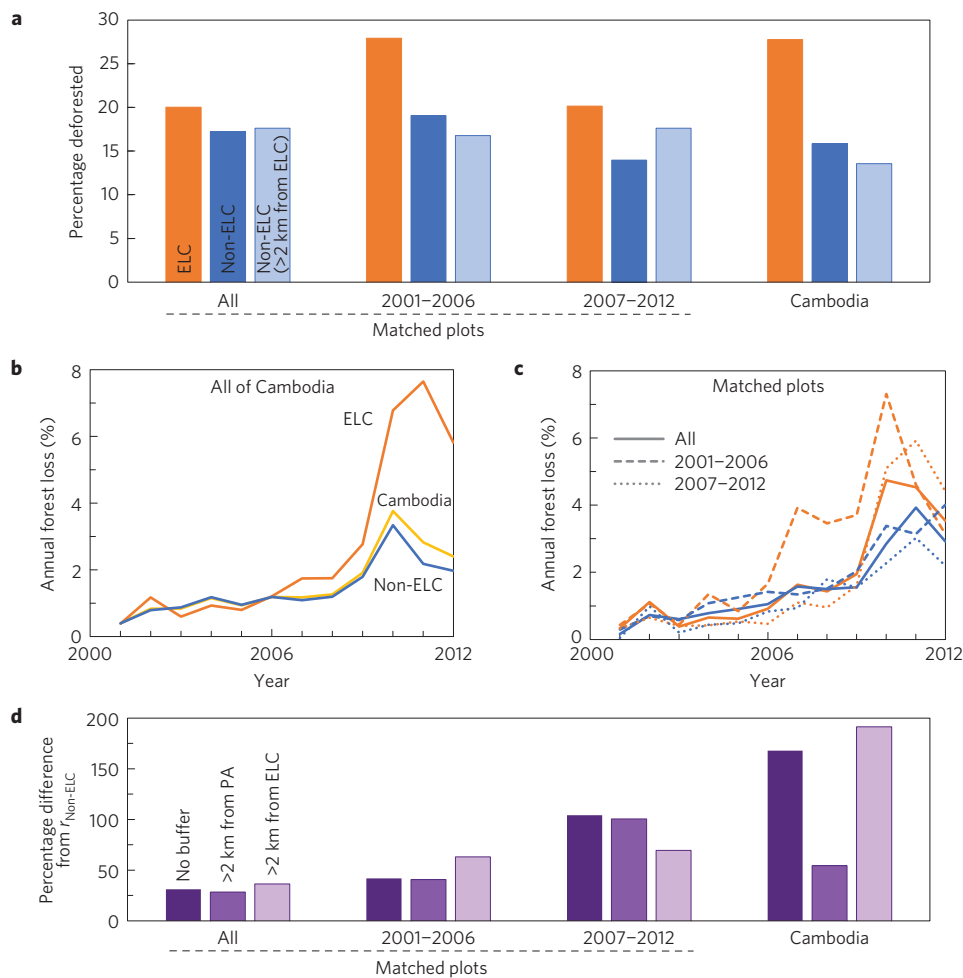 a
30
25
20
15
10
5
0
Percentage deforested
ELC
Non-ELC
Non-ELC
(>2 km from ELC)
All
2001–2006
2007–2012
Cambodia
Matched plots
b
All of Cambodia
8
6
4
2
0
Annual forest loss (%)
ELC
Cambodia
Non-ELC
2000
2006
2012
Year
c
Matched plots
8
6
4
2
0
Annual forest loss (%)
All
2001–2006
2007–2012
2000
2006
2012
Year
d
200
150
100
50
0
Percentage difference
from rNon-ELC
No buffer
>2 km from PA
>2 km from ELC
All
2001–2006
2007–2012
Cambodia
Matched plots